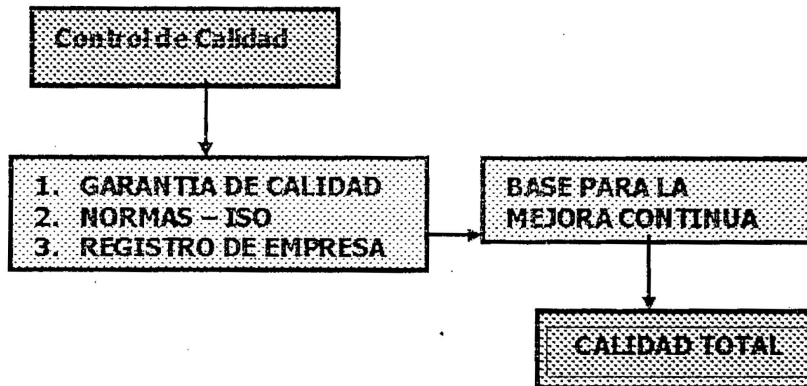 Control de Calidad
1. GARANTIA DE CALIDAD
2. NORMAS – ISO
3. REGISTRO DE EMPRESA
BASE PARA LA
MEJORA CONTINUA
CALIDAD TOTAL